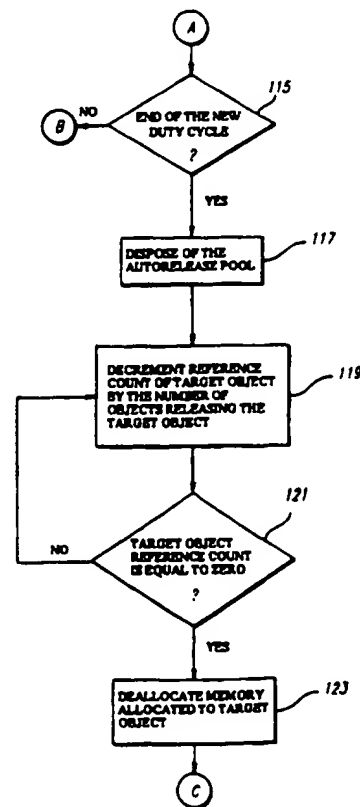 A
115
END OF THE NEW
DUTY CYCLE
?
NO
B
YES
117
DISPOSE OF THE
AUTORELEASE POOL
DECREMENT REFERENCE
COUNT OF TARGET OBJECT
BY THE NUMBER OF
OBJECTS RELEASING THE
TARGET OBJECT
119
121
TARGET OBJECT
REFERENCE COUNT
IS EQUAL TO ZERO
?
NO
YES
DEALLOCATE MEMORY
ALLOCATED TO TARGET
OBJECT
123
C